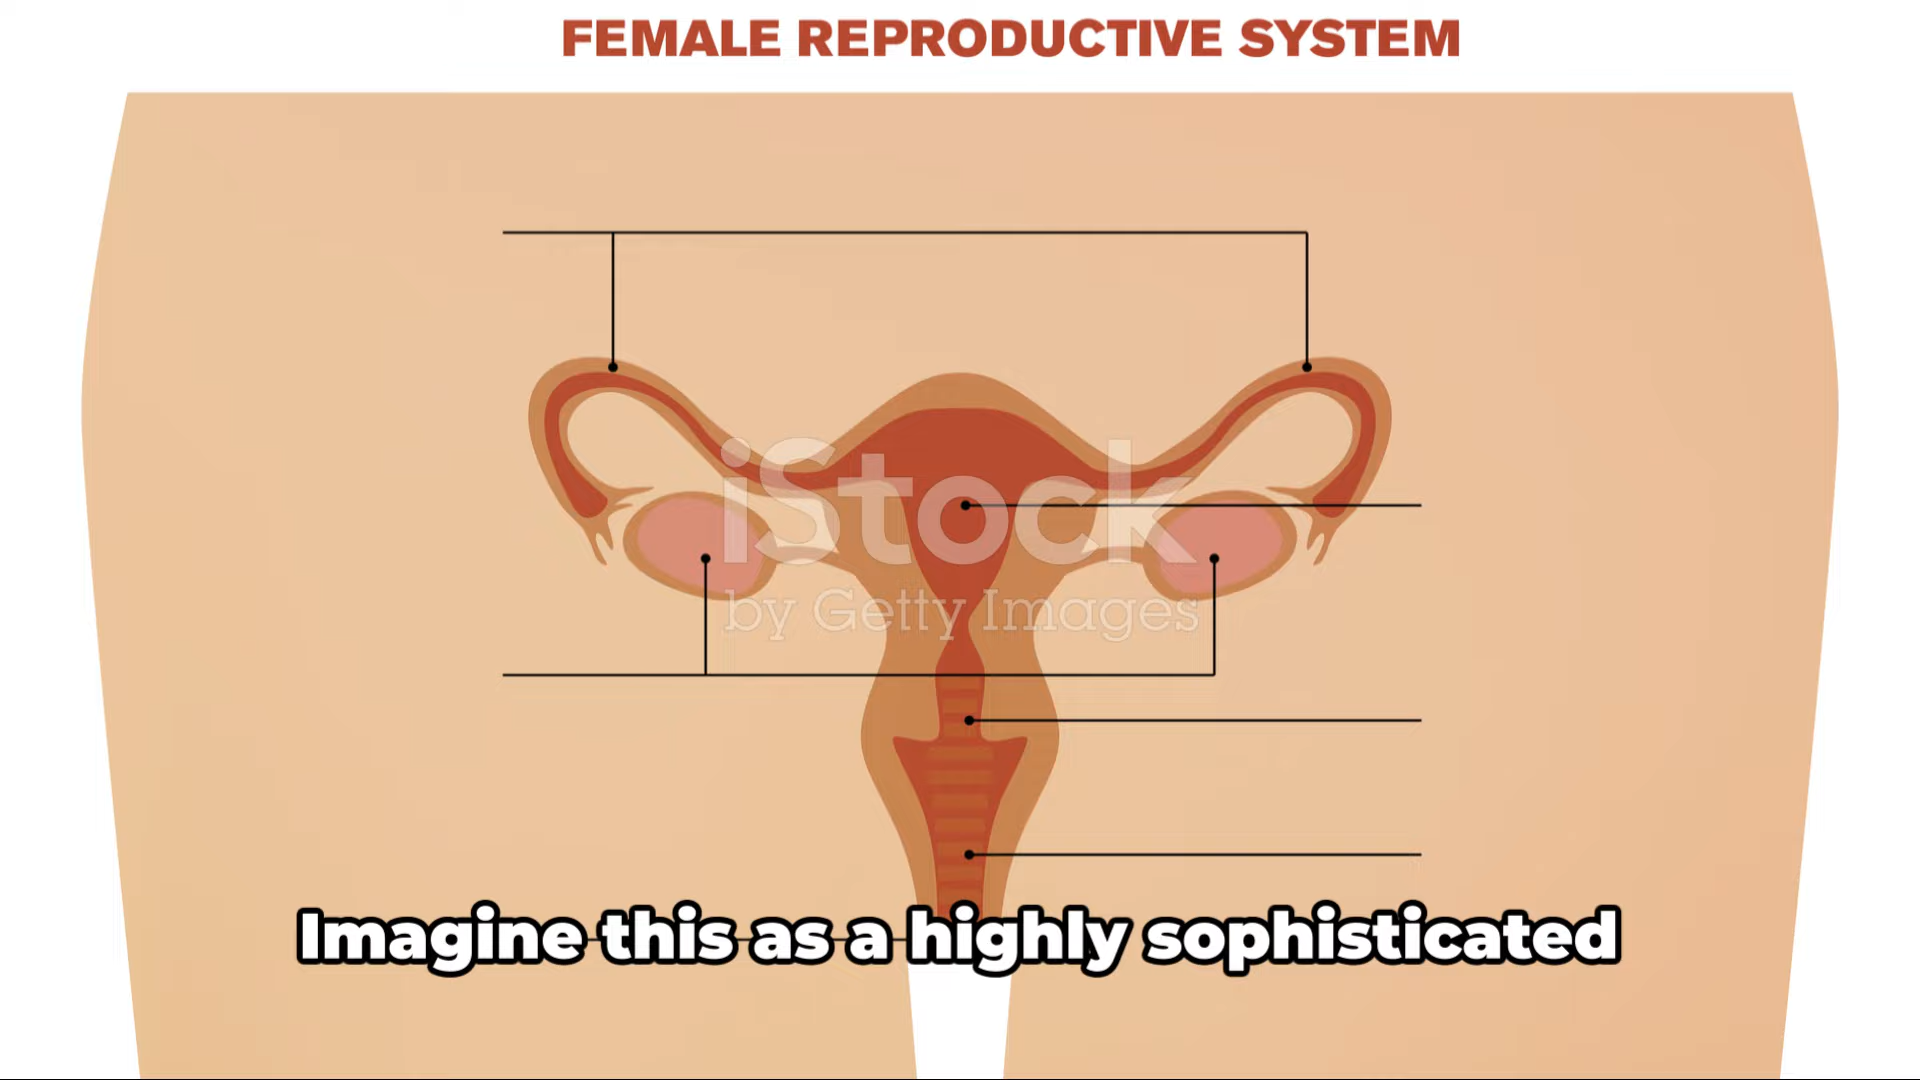 FEMALE REPRODUCTIVE SYSTEM
iStock
by Getty Images
Imagine this as a highly sophisticated